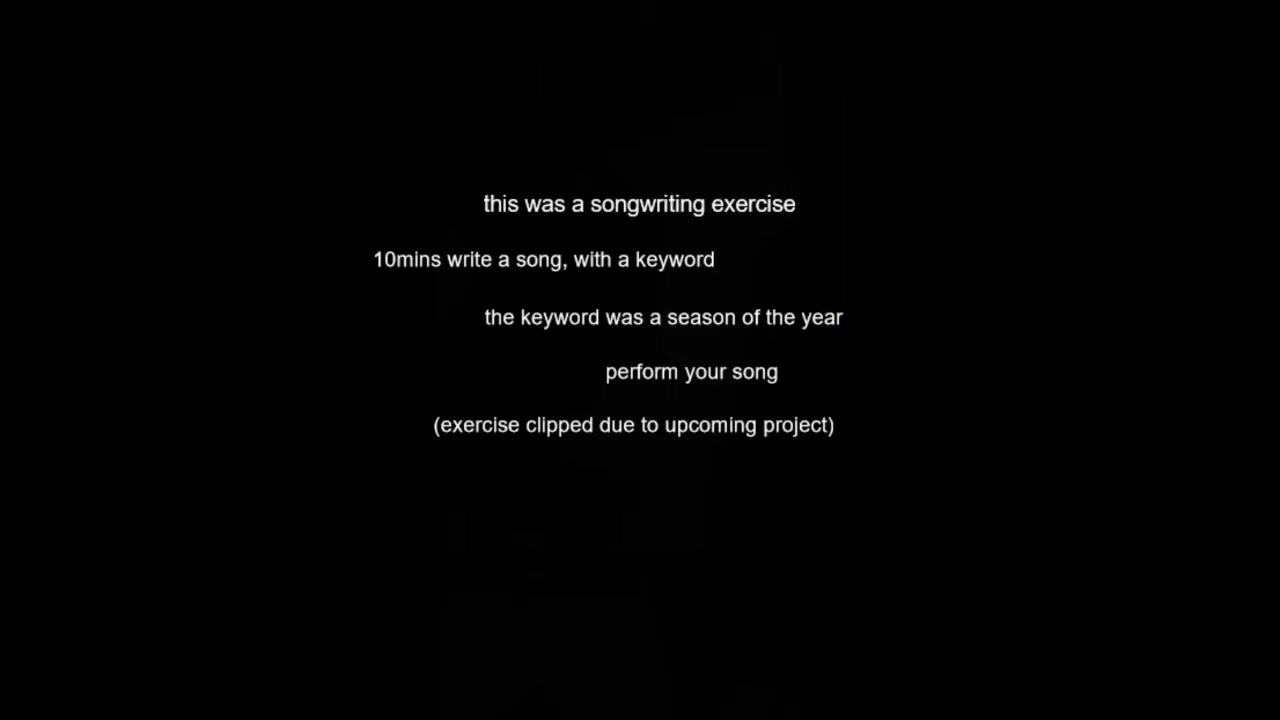 this was a songwriting exercise
10mins write a song, with a keyword
the keyword was a season of the year
perform your song
(exercise clipped due to upcoming project)